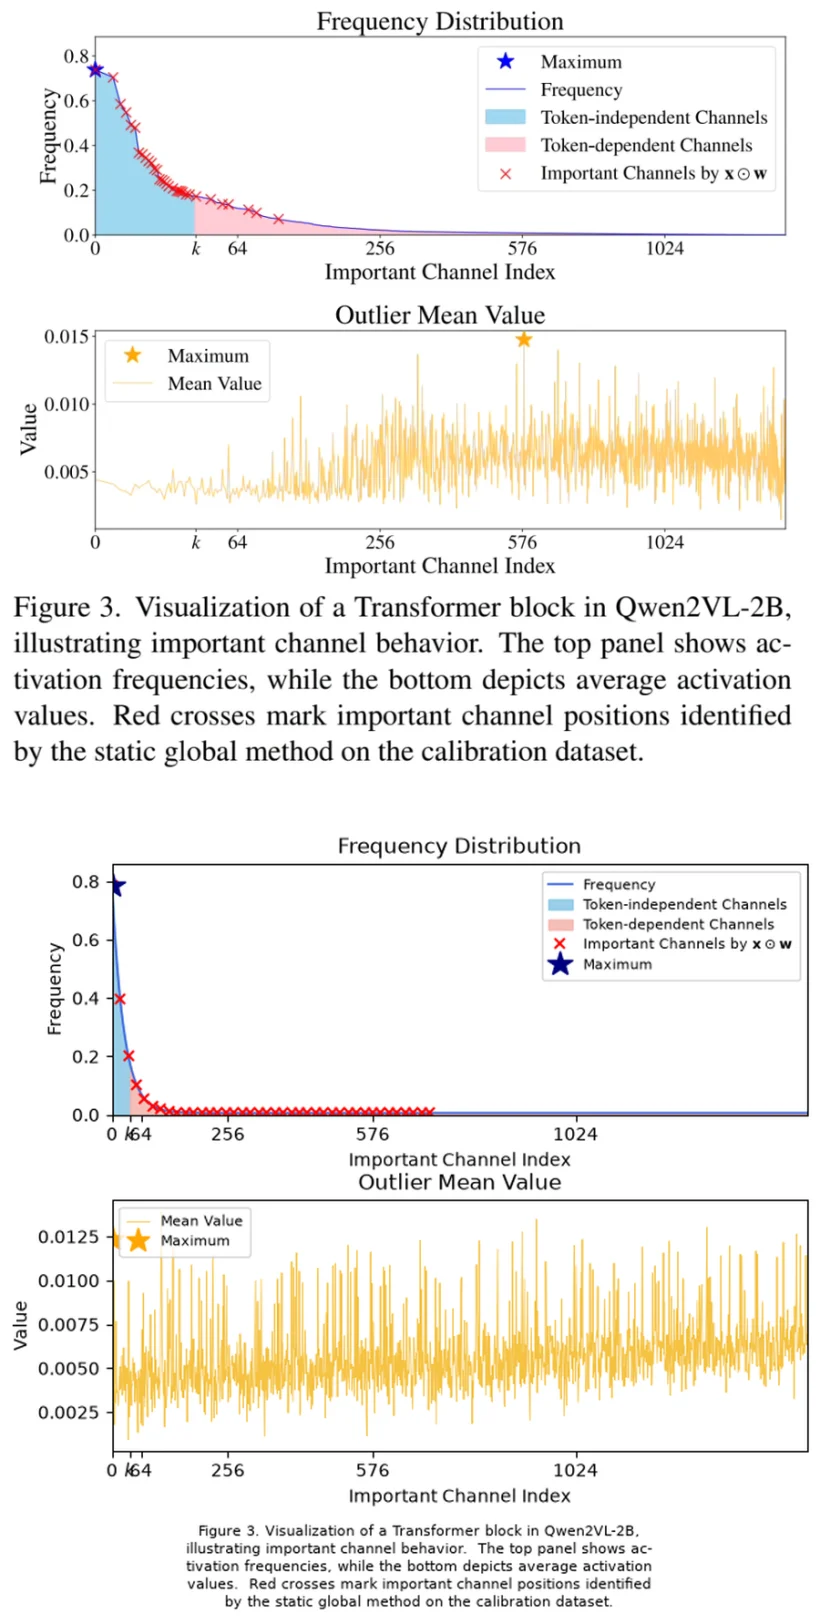 Frequency Distribution
Frequency
0.8
0.6
0.4
0.2
0.0
Maximum
Frequency
Token-independent Channels
Token-dependent Channels
Important Channels by x ⊙ w
0 k 64 256 576 1024
Important Channel Index
Outlier Mean Value
Value
0.015
0.010
0.005
Maximum
Mean Value
0 k 64 256 576 1024
Important Channel Index
Figure 3. Visualization of a Transformer block in Qwen2VL-2B,
illustrating important channel behavior. The top panel shows ac-
tivation frequencies, while the bottom depicts average activation
values. Red crosses mark important channel positions identified
by the static global method on the calibration dataset.
Frequency Distribution
Frequency
0.8
0.6
0.4
0.2
0.0
Frequency
Token-independent Channels
Token-dependent Channels
Important Channels by x ⊙ w
Maximum
0 k 64 256 576 1024
Important Channel Index
Outlier Mean Value
Value
0.0125
0.0100
0.0075
0.0050
0.0025
Mean Value
Maximum
0 k 64 256 576 1024
Important Channel Index
Figure 3. Visualization of a Transformer block in Qwen2VL-2B,
illustrating important channel behavior. The top panel shows ac-
tivation frequencies, while the bottom depicts average activation
values. Red crosses mark important channel positions identified
by the static global method on the calibration dataset.